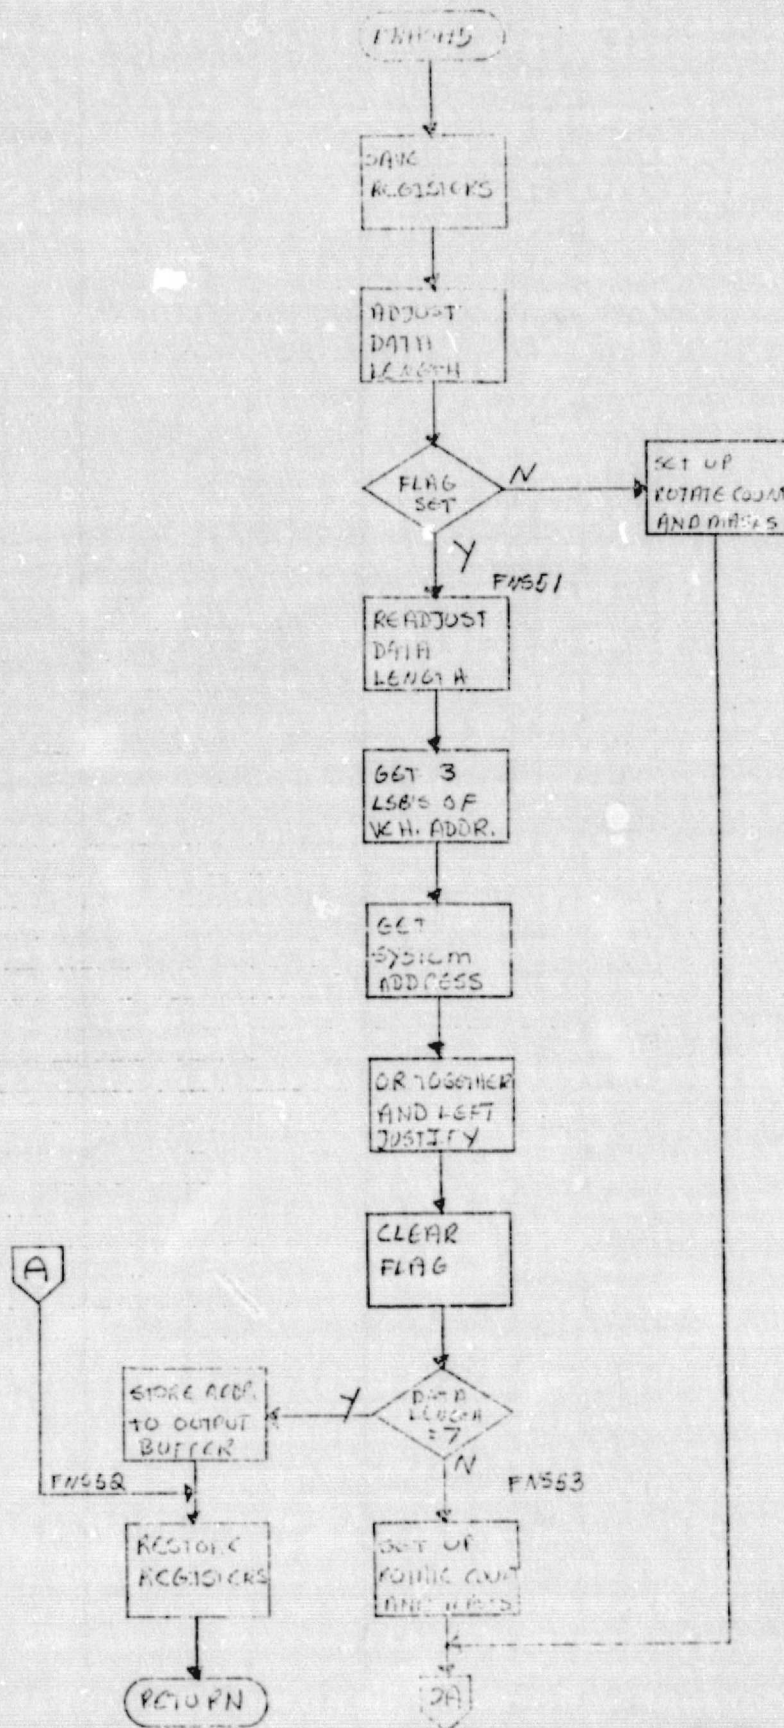 SAVE
REGISTERS
ADJUST
DATA
LENGTH
FLAG
SET
N
SET UP
ROTATE COUNT
AND MASKS
Y
FNS51
READJUST
DATA
LENGTH
GET 3
LSB'S OF
VEH. ADDR.
GET
SYSTEM
ADDRESS
OR TOGETHER
AND LEFT
JUSTIFY
CLEAR
FLAG
A
DATA
LENGTH
=7
Y
STORE ADDR.
TO OUTPUT
BUFFER
N
FNS52
FNS53
RESTORE
REGISTERS
SET UP
ROTATE COUNT
AND MASKS
RETURN
2A